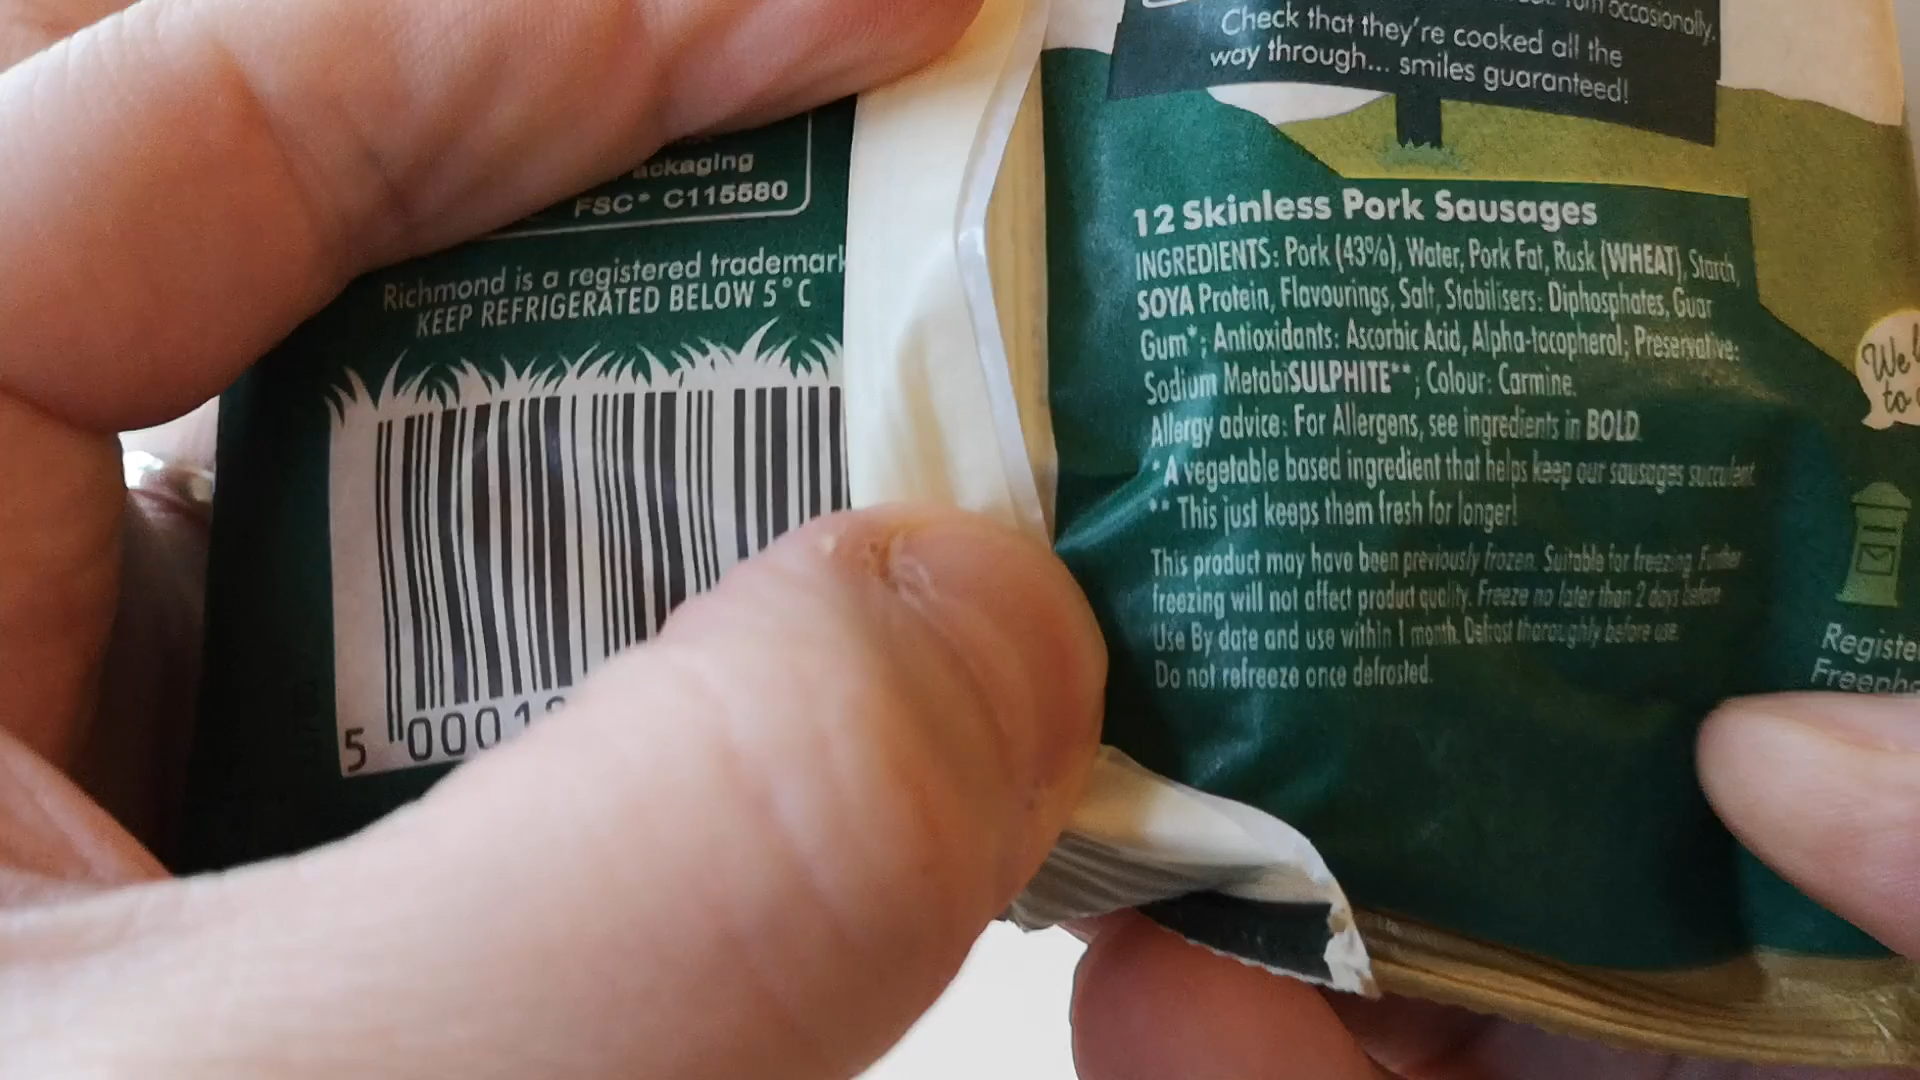 ackaging
FSC® C115580
Richmond is a registered trademark
KEEP REFRIGERATED BELOW 5°C
5 00019
occasionally.
Check that they're cooked all the
way through... smiles guaranteed!
12 Skinless Pork Sausages
INGREDIENTS: Pork (43%), Water, Pork Fat, Rusk (WHEAT), Starch,
SOYA Protein, Flavourings, Salt, Stabilisers: Diphosphates, Guar
Gum*; Antioxidants: Ascorbic Acid, Alpha-tocopherol; Preservative:
Sodium MetabiSULPHITE**; Colour: Carmine.
Allergy advice: For Allergens, see ingredients in BOLD.
*A vegetable based ingredient that helps keep our sausages succulent.
** This just keeps them fresh for longer!
This product may have been previously frozen. Suitable for freezing. Further
freezing will not affect product quality. Freeze no later than 2 days before
Use By date and use within 1 month. Defrost thoroughly before use.
Do not refreeze once defrosted.
We
to
Registe
Freepho